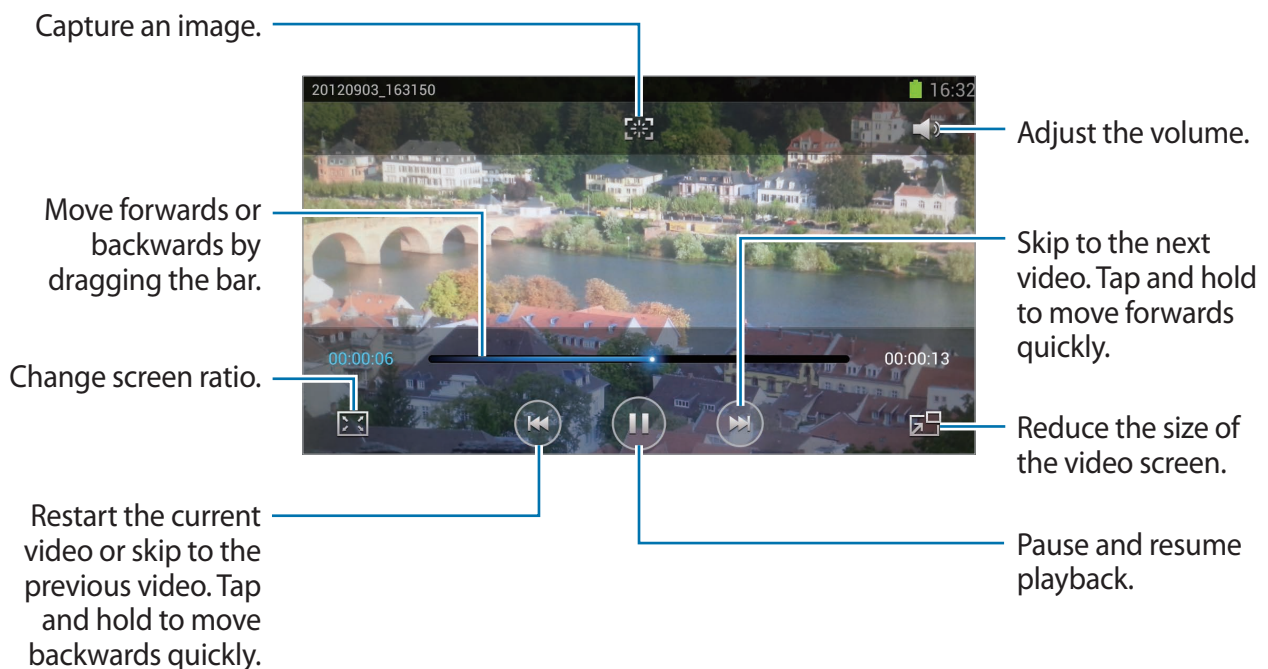 Capture an image.
20120903_163150
16:32
Adjust the volume.
Move forwards or
backwards by
dragging the bar.
Skip to the next
video. Tap and hold
to move forwards
quickly.
00:00:06
00:00:13
Change screen ratio.
Reduce the size of
the video screen.
Restart the current
video or skip to the
previous video. Tap
and hold to move
backwards quickly.
Pause and resume
playback.